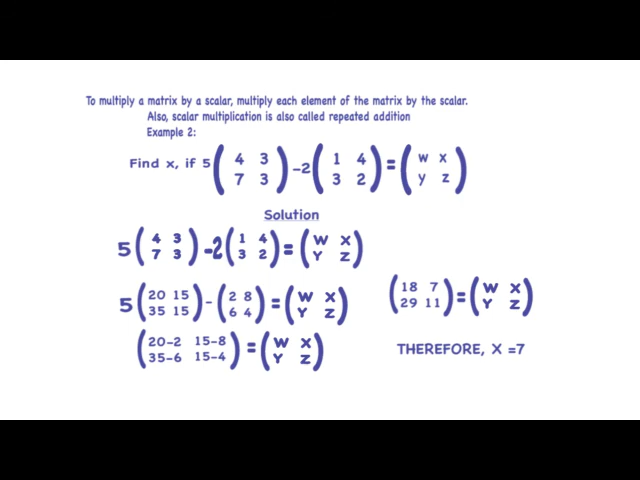 To multiply a matrix by a scalar, multiply each element of the matrix by the scalar.
Also, scalar multiplication is also called repeated addition
Example 2:
Find x, if 5 ( 4 3 ) -2 ( 1 4 ) = ( w x )
( 7 3 ) ( 3 2 ) ( y z )
Solution
5 ( 4 3 ) -2 ( 1 4 ) = ( W X )
( 7 3 ) ( 3 2 ) ( Y Z )
5 ( 20 15 ) - ( 2 8 ) = ( W X )
( 35 15 ) ( 6 4 ) ( Y Z )
( 20-2 15-8 ) = ( W X )
( 35-6 15-4 ) ( Y Z )
( 18 7 ) = ( W X )
( 29 11 ) ( Y Z )
THEREFORE, X =7